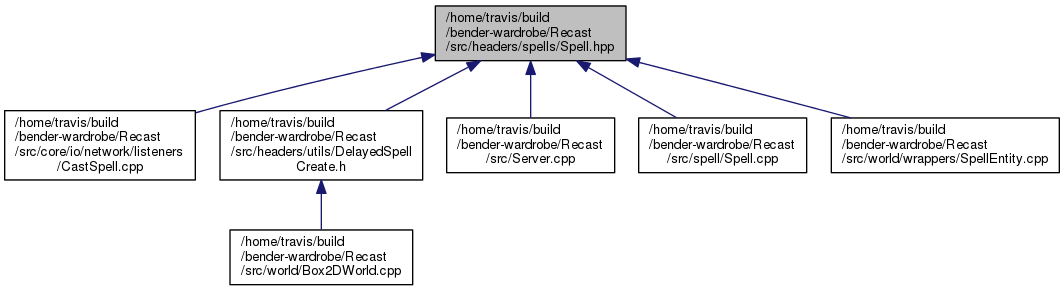 /home/travis/build
/bender-wardrobe/Recast
/src/headers/spells/Spell.hpp
/home/travis/build
/bender-wardrobe/Recast
/src/core/io/network/listeners
/CastSpell.cpp
/home/travis/build
/bender-wardrobe/Recast
/src/headers/utils/DelayedSpell
Create.h
/home/travis/build
/bender-wardrobe/Recast
/src/Server.cpp
/home/travis/build
/bender-wardrobe/Recast
/src/spell/Spell.cpp
/home/travis/build
/bender-wardrobe/Recast
/src/world/wrappers/SpellEntity.cpp
/home/travis/build
/bender-wardrobe/Recast
/src/world/Box2DWorld.cpp